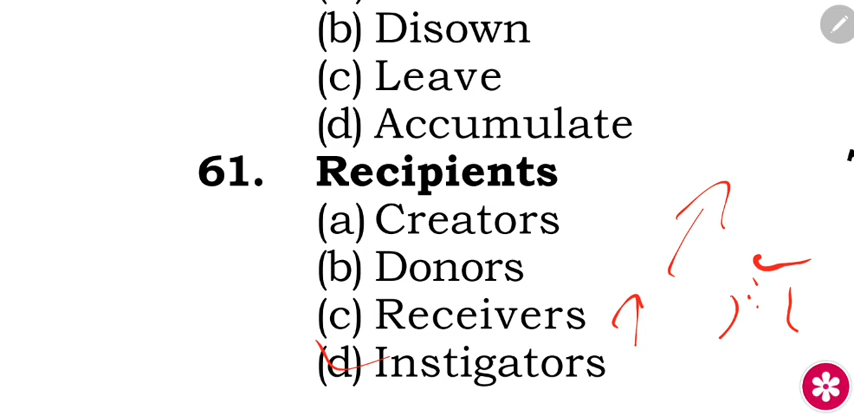 (b) Disown
(c) Leave
(d) Accumulate
61. Recipients
(a) Creators
(b) Donors
(c) Receivers
(d) Instigators